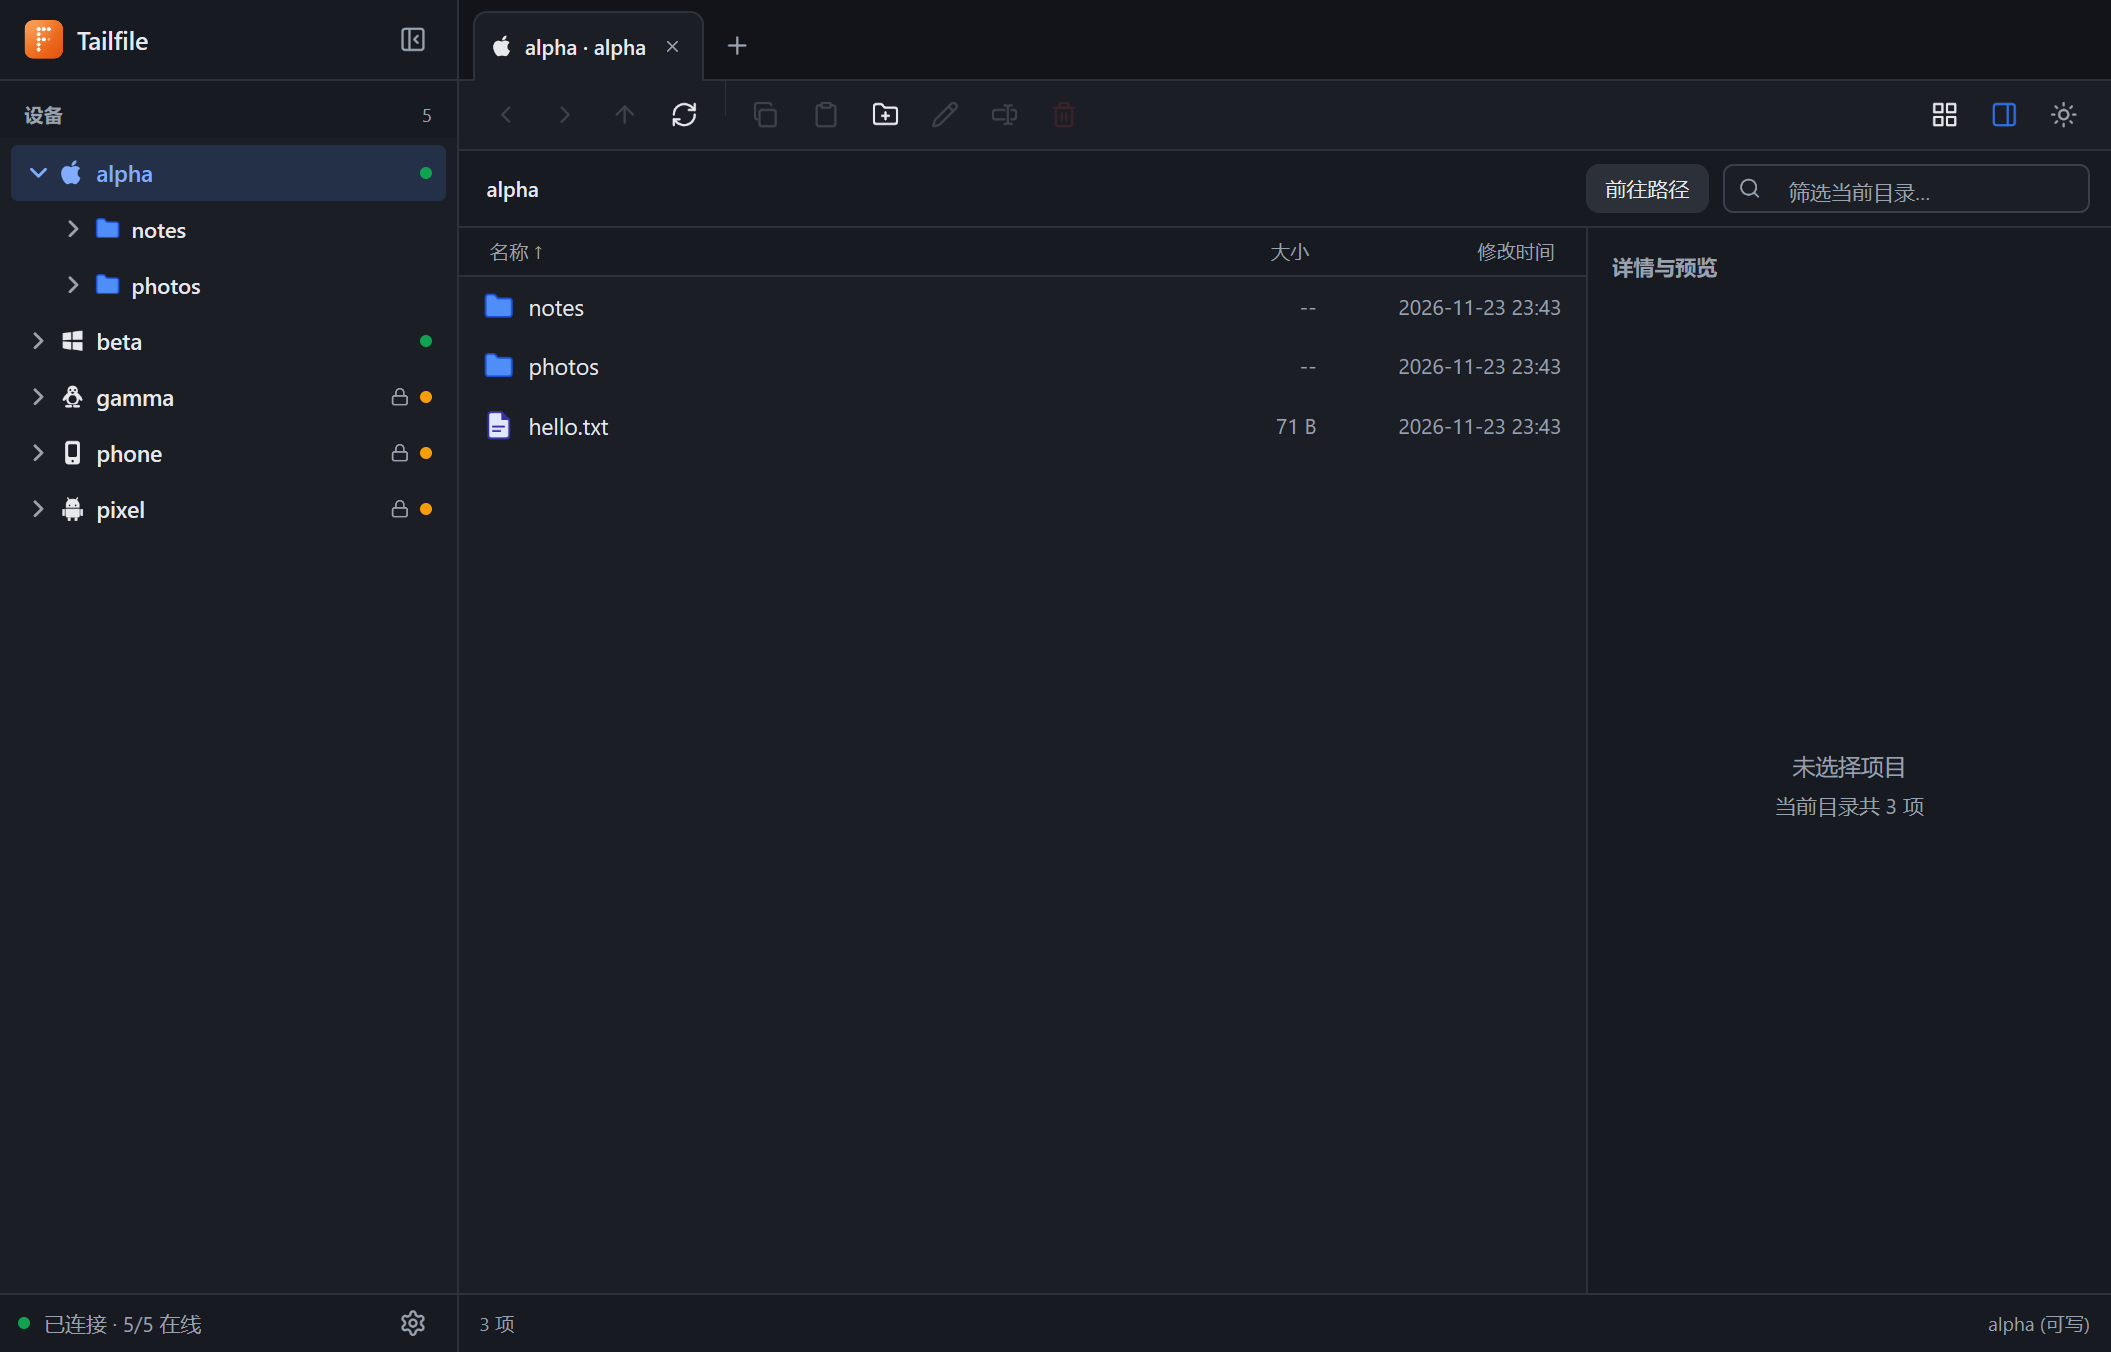 Tailfile
alpha · alpha
设备 5
alpha
notes
photos
beta
gamma
phone
pixel
alpha
前往路径
筛选当前目录...
名称 ↑ 大小 修改时间
notes -- 2026-11-23 23:43
photos -- 2026-11-23 23:43
hello.txt 71 B 2026-11-23 23:43
详情与预览
未选择项目
当前目录共 3 项
已连接 · 5/5 在线
3 项
alpha (可写)